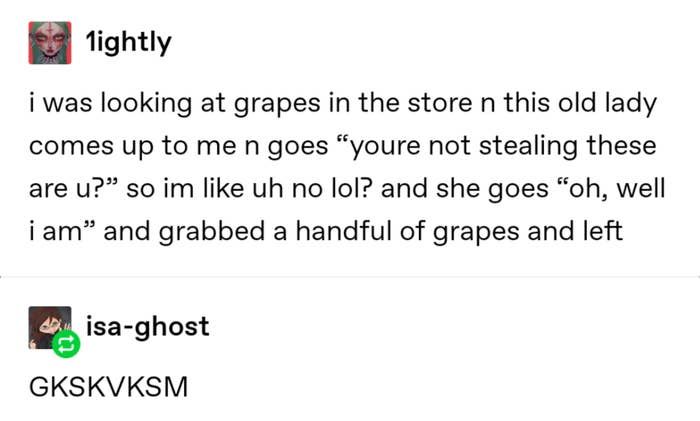 1ightly
i was looking at grapes in the store n this old lady
comes up to me n goes “youre not stealing these
are u?” so im like uh no lol? and she goes “oh, well
i am” and grabbed a handful of grapes and left
isa-ghost
GKSKVKSM